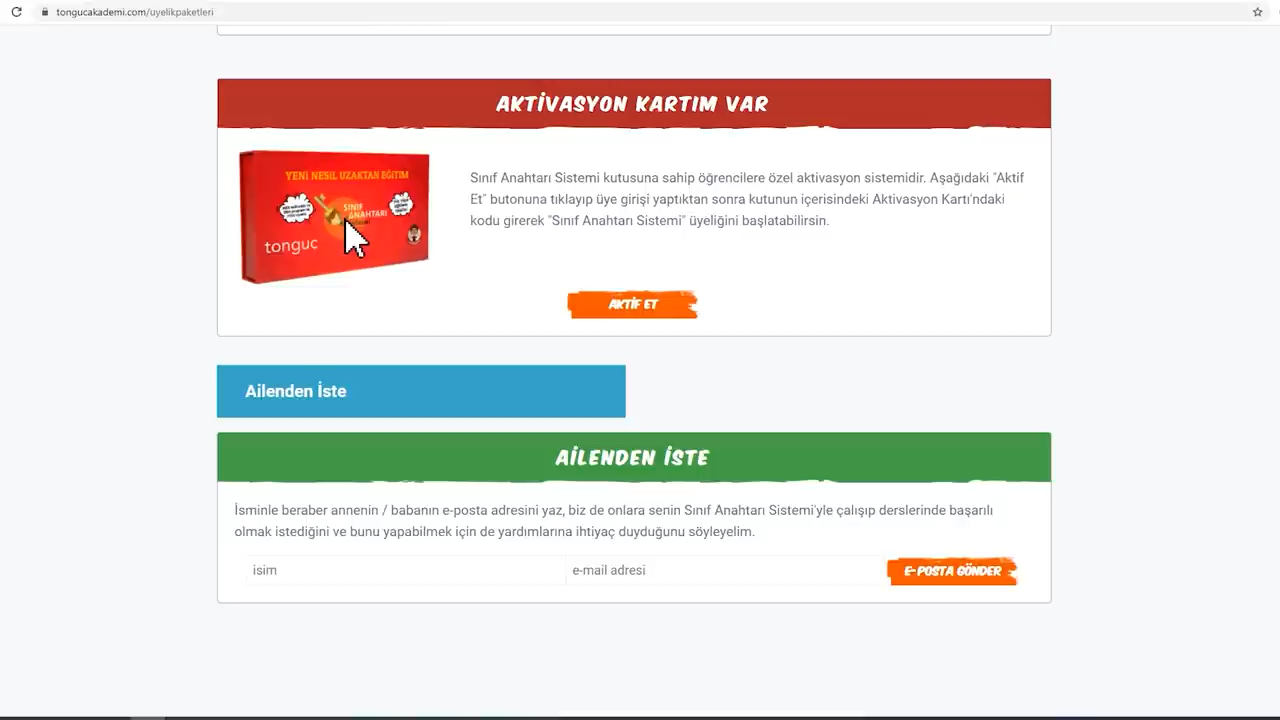 tongucakademi.com/uyelikpaketleri
AKTİVASYON KARTIM VAR
YENİ NESİL UZAKTAN EĞİTİM
SINIF
ANAHTARI
tonguc
Sınıf Anahtarı Sistemi kutusuna sahip öğrencilere özel aktivasyon sistemidir. Aşağıdaki "Aktif
Et" butonuna tıklayıp üye girişi yaptıktan sonra kutunun içerisindeki Aktivasyon Kartı'ndaki
kodu girerek "Sınıf Anahtarı Sistemi" üyeliğini başlatabilirsin.
AKTİF ET
Ailenden İste
AİLENDEN İSTE
İsminle beraber annenin / babanın e-posta adresini yaz, biz de onlara senin Sınıf Anahtarı Sistemi'yle çalışıp derslerinde başarılı
olmak istediğini ve bunu yapabilmek için de yardımlarına ihtiyaç duyduğunu söyleyelim.
isim
e-mail adresi
E-POSTA GÖNDER